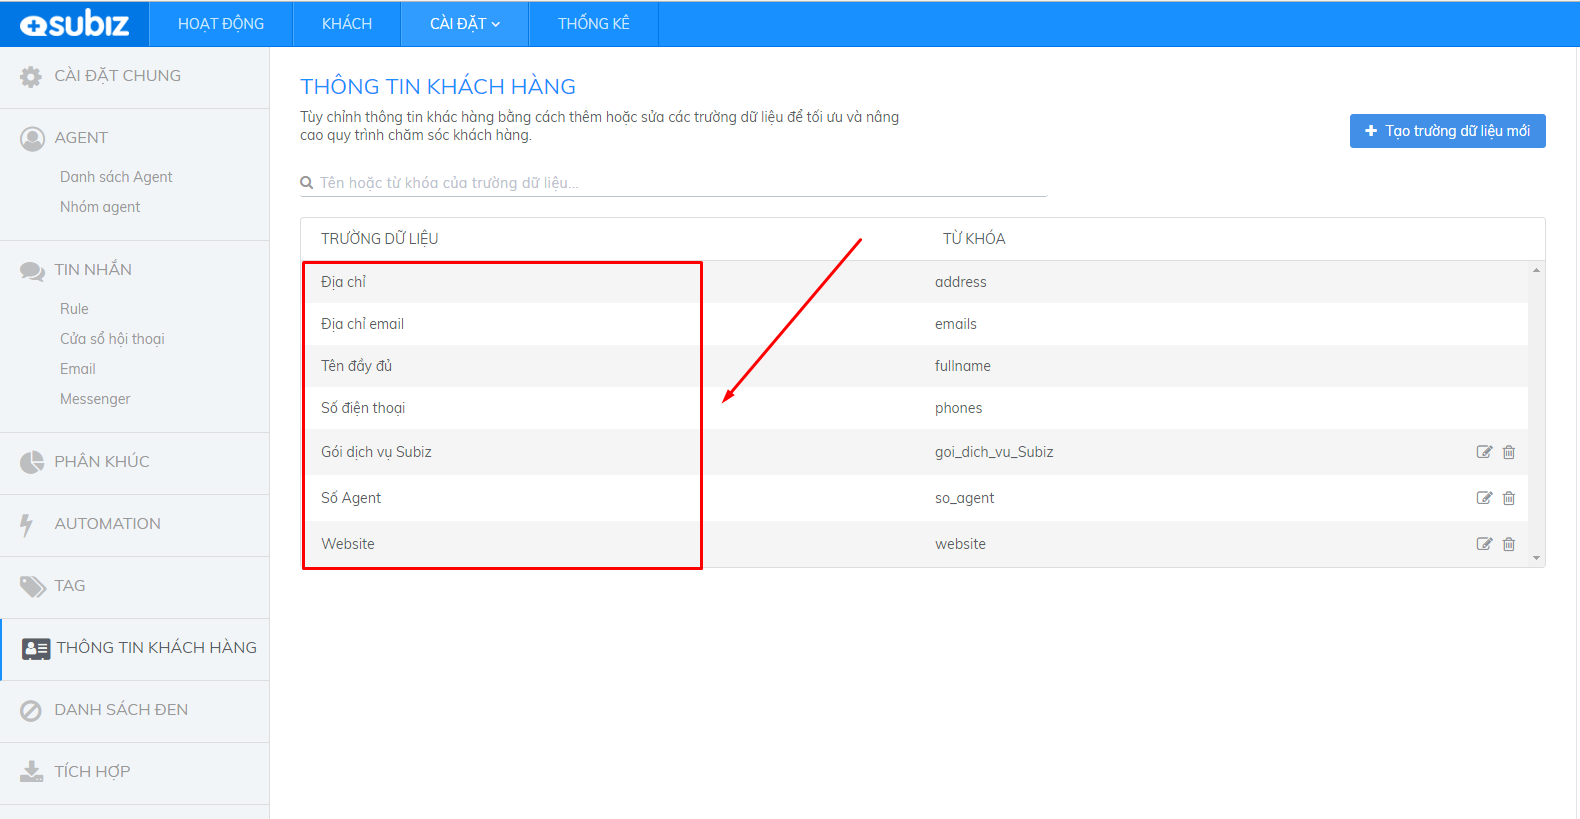 subiz
HOẠT ĐỘNG
KHÁCH
CÀI ĐẶT
THỐNG KÊ
CÀI ĐẶT CHUNG
AGENT
Danh sách Agent
Nhóm agent
TIN NHẮN
Rule
Cửa sổ hội thoại
Email
Messenger
PHÂN KHÚC
AUTOMATION
TAG
THÔNG TIN KHÁCH HÀNG
DANH SÁCH ĐEN
TÍCH HỢP
THÔNG TIN KHÁCH HÀNG
Tùy chỉnh thông tin khác hàng bằng cách thêm hoặc sửa các trường dữ liệu để tối ưu và nâng
cao quy trình chăm sóc khách hàng.
Tạo trường dữ liệu mới
Tên hoặc từ khóa của trường dữ liệu...
TRƯỜNG DỮ LIỆU TỪ KHÓA
Địa chỉ address
Địa chỉ email emails
Tên đầy đủ fullname
Số điện thoại phones
Gói dịch vụ Subiz goi_dich_vu_Subiz
Số Agent so_agent
Website website